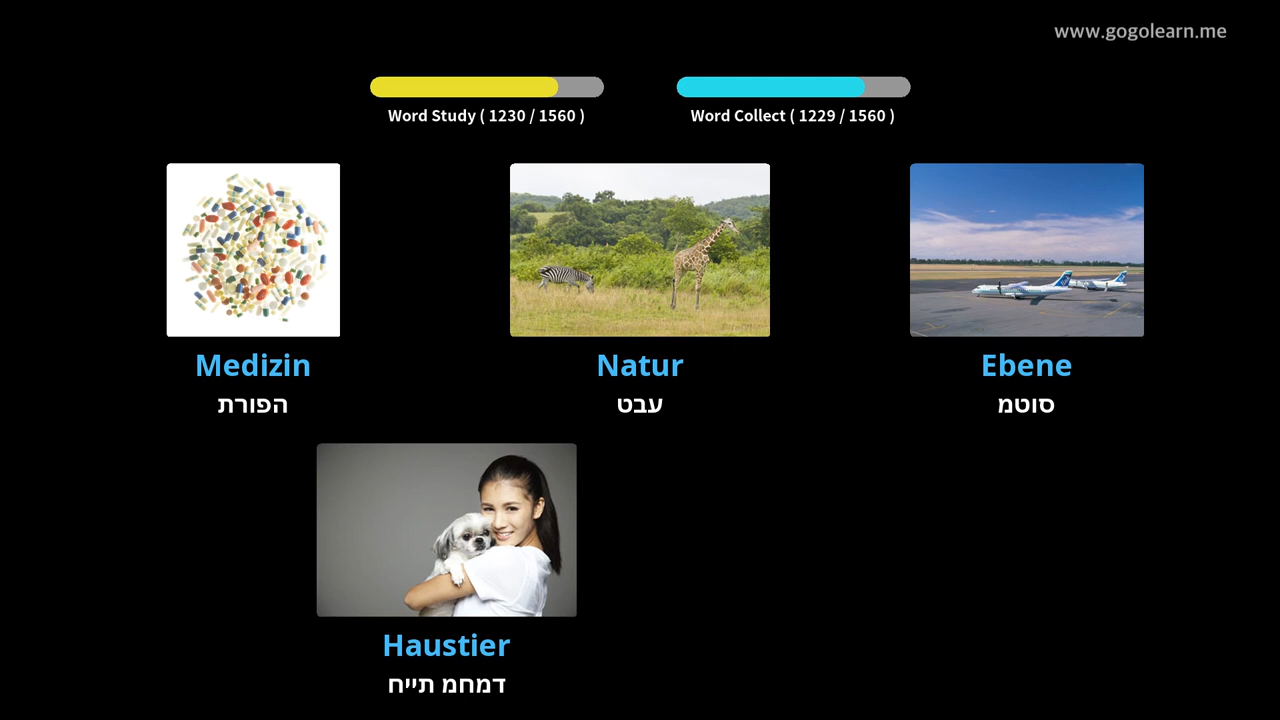 www.gogolearn.me
Word Study ( 1230 / 1560 )
Word Collect ( 1229 / 1560 )
Medizin
הפורת
Natur
עבט
Ebene
סוטמ
Haustier
דמחמ תייח